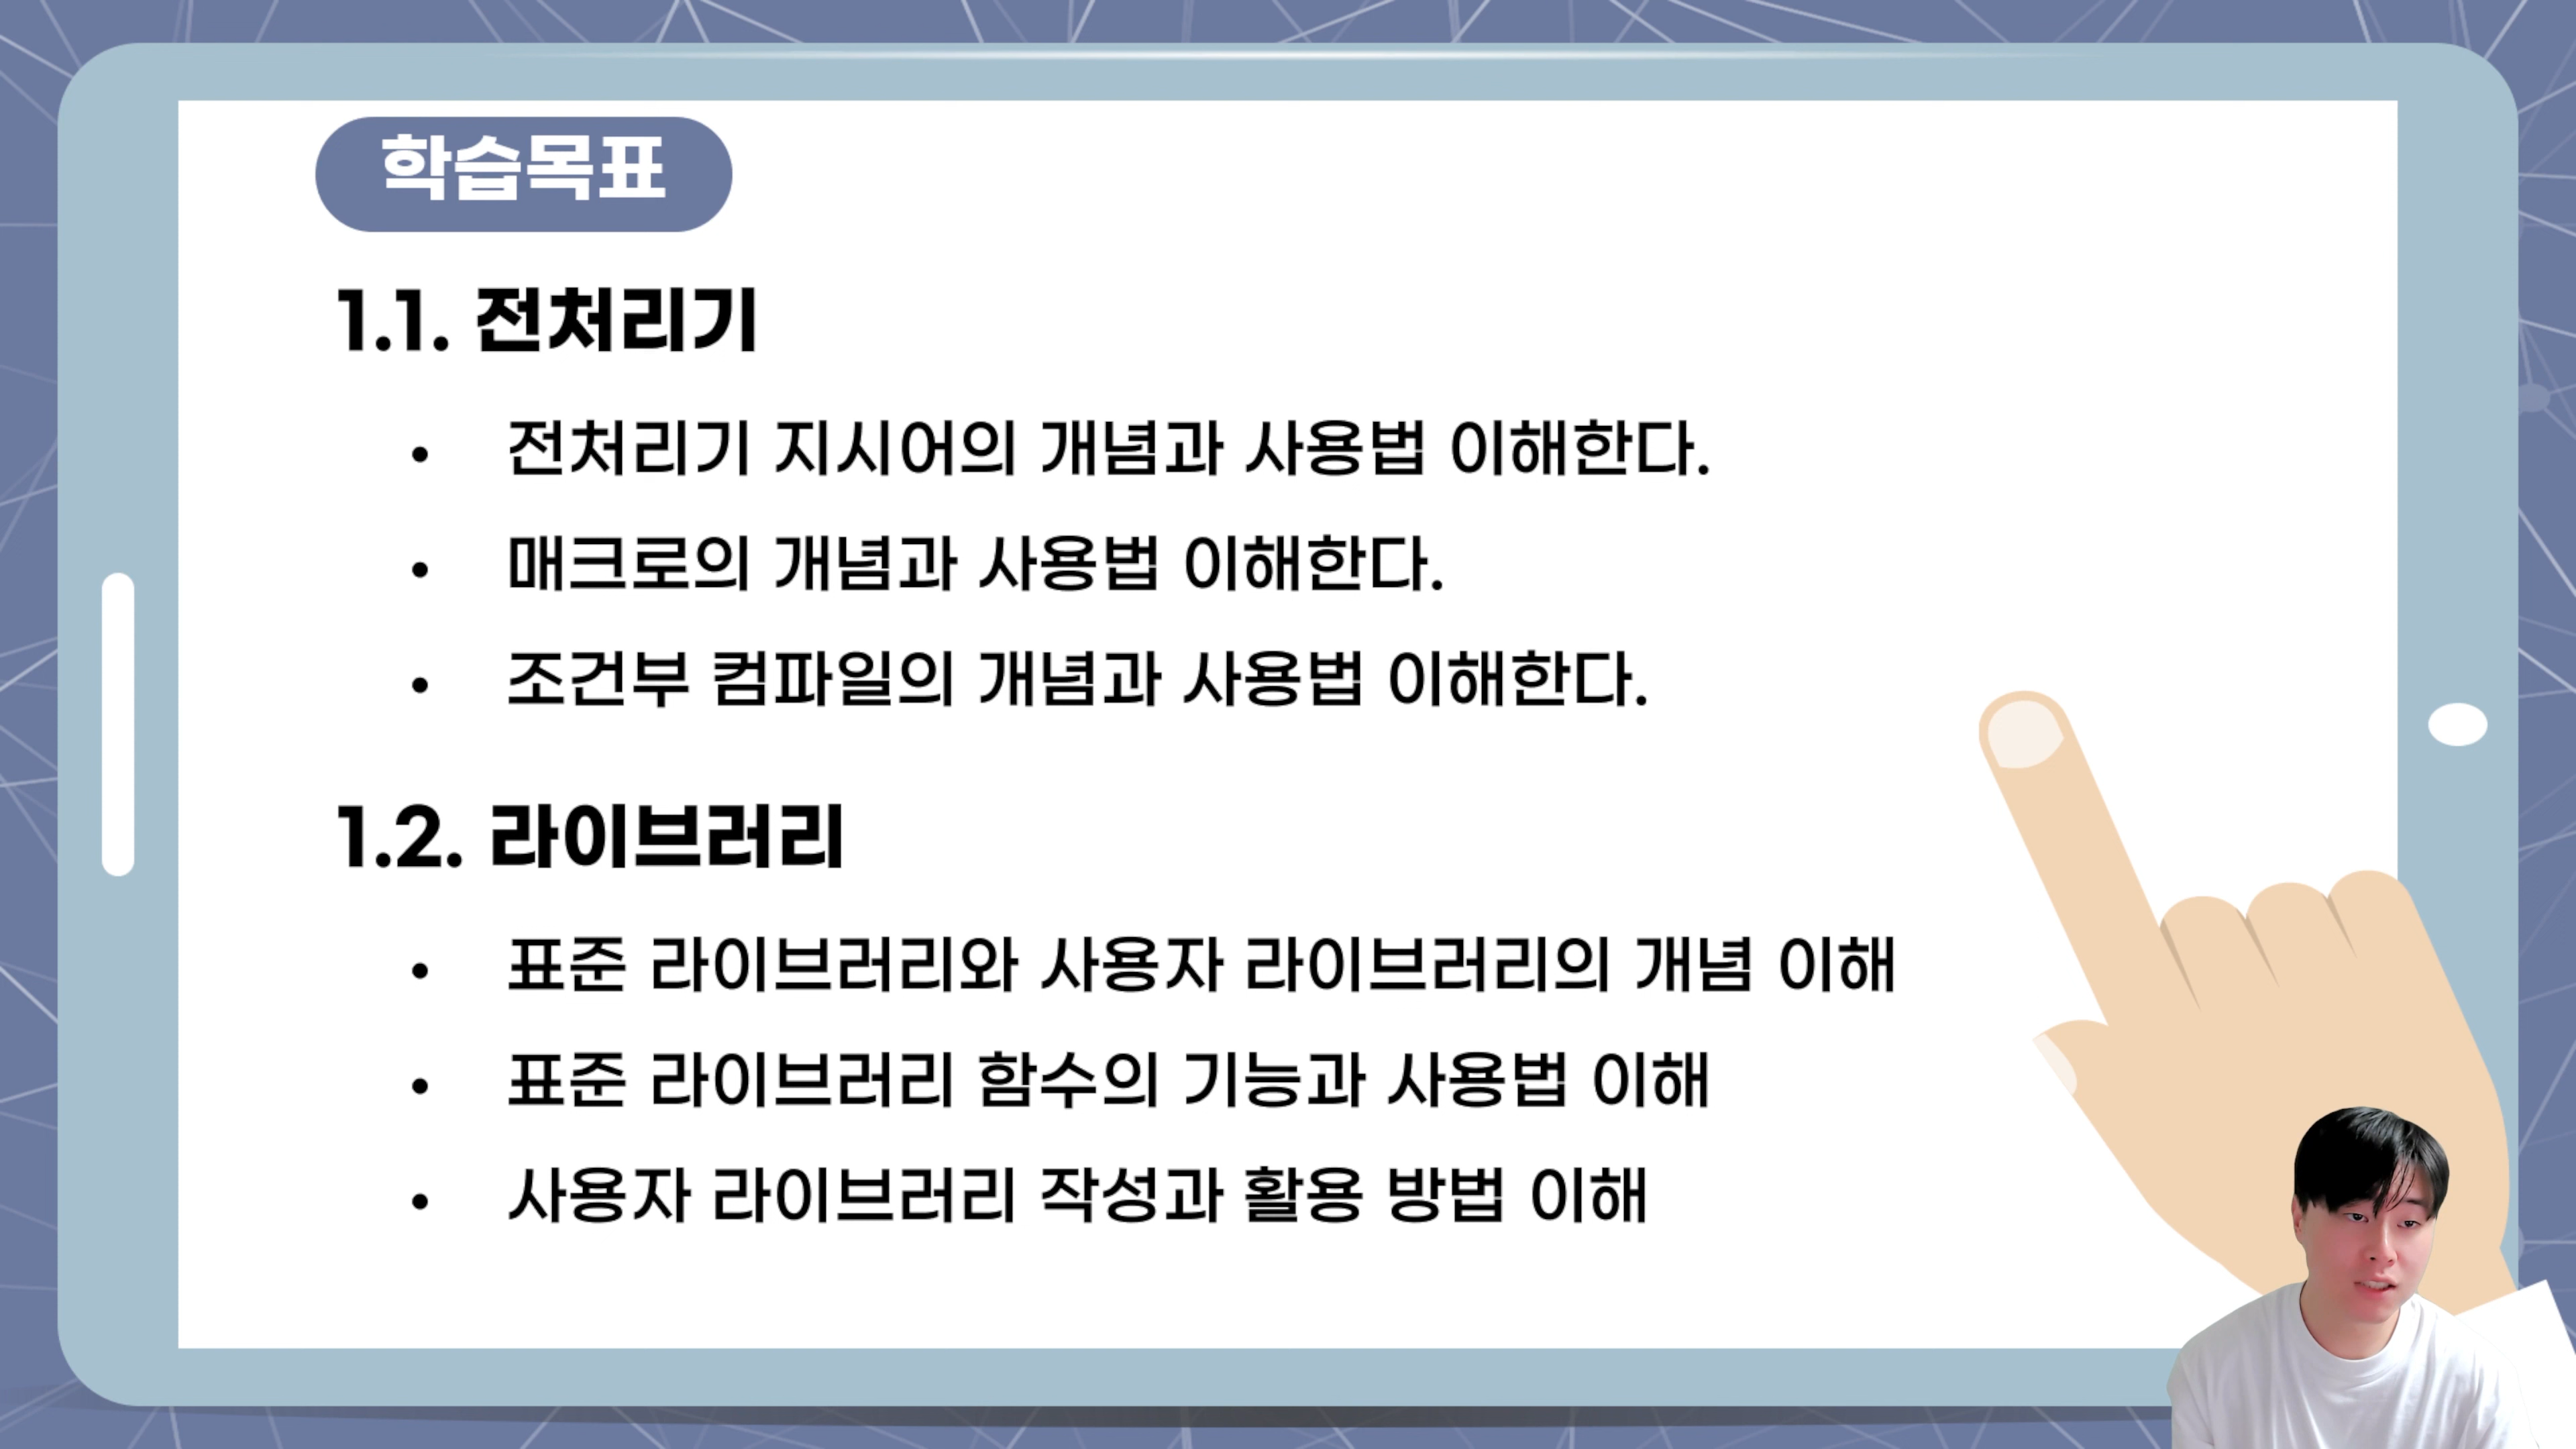 학습목표
1.1. 전처리기
• 전처리기 지시어의 개념과 사용법 이해한다.
• 매크로의 개념과 사용법 이해한다.
• 조건부 컴파일의 개념과 사용법 이해한다.
1.2. 라이브러리
• 표준 라이브러리와 사용자 라이브러리의 개념 이해
• 표준 라이브러리 함수의 기능과 사용법 이해
• 사용자 라이브러리 작성과 활용 방법 이해